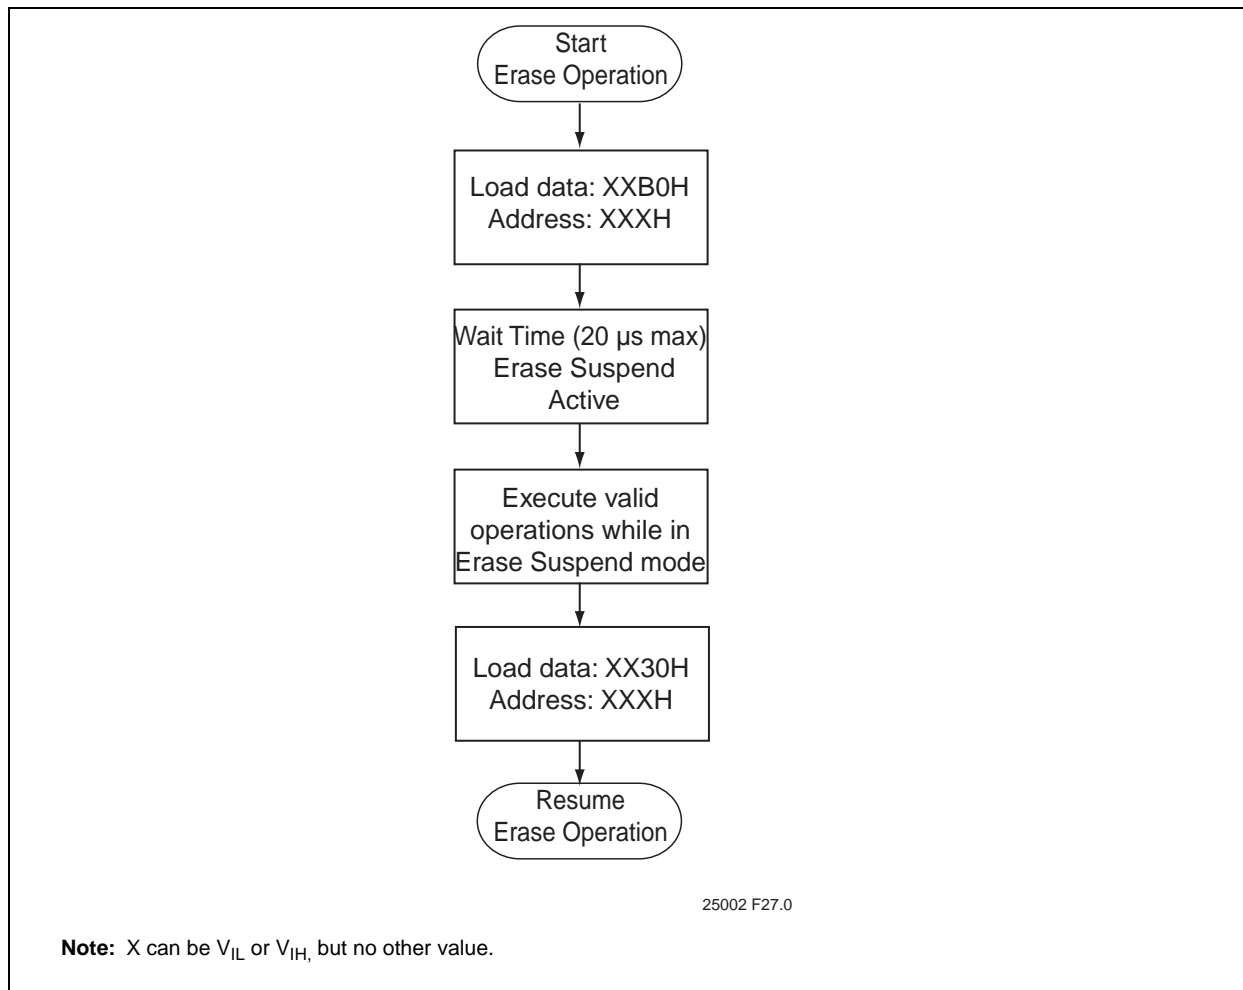 Start
Erase Operation
Load data: XXB0H
Address: XXXH
Wait Time (20 µs max)
Erase Suspend
Active
Execute valid
operations while in
Erase Suspend mode
Load data: XX30H
Address: XXXH
Resume
Erase Operation
25002 F27.0
Note: X can be VIL or VIH, but no other value.